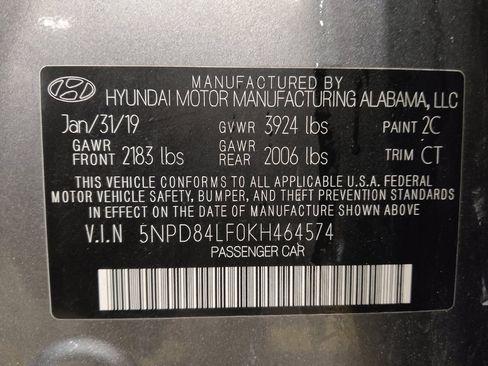 MANUFACTURED BY
HYUNDAI MOTOR MANUFACTURING ALABAMA, LLC
Jan/31/19 GVWR 3924 lbs PAINT 2C
GAWR FRONT 2183 lbs GAWR REAR 2006 lbs TRIM CT
THIS VEHICLE CONFORMS TO ALL APPLICABLE U.S.A. FEDERAL
MOTOR VEHICLE SAFETY, BUMPER, AND THEFT PREVENTION STANDARDS
IN EFFECT ON THE DATE OF MANUFACTURE SHOWN ABOVE
V.I.N 5NPD84LF0KH464574
PASSENGER CAR